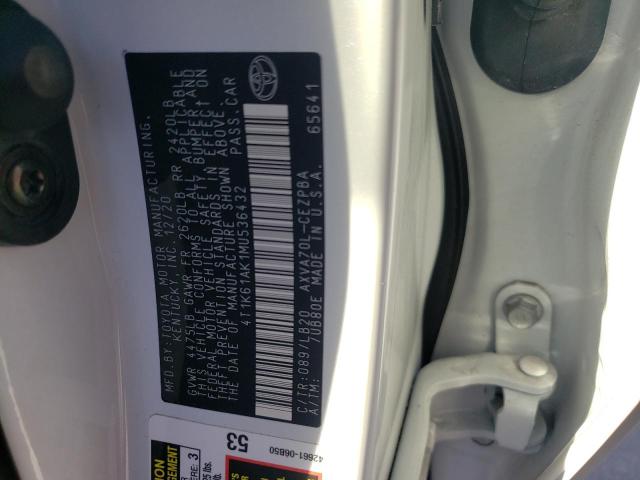 MFD.BY:TOYOTA MOTOR MANUFACTURING.
KENTUCKY,INC. 12/20
GVWR 4475LB GAWR FR 2620LB RR 2420LB
THIS VEHICLE CONFORMS TO ALL APPLICABLE
FEDERAL MOTOR VEHICLE SAFETY, BUMPER, AND
THEFT PREVENTION STANDARDS IN EFFECT ON
THE DATE OF MANUFACTURE SHOWN ABOVE.
4T1K61AK1MU536432 PASS.CAR
C/TR:089/LB20 AXVA70L-CEZPBA 65641
A/TM: 7UB80E MADE IN U.S.A.
53
42661-06B50
3